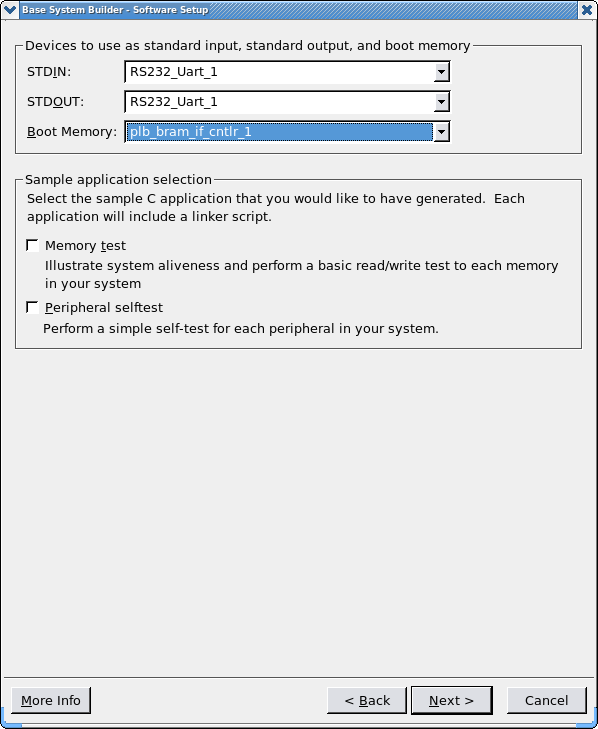 Base System Builder - Software Setup
Devices to use as standard input, standard output, and boot memory
STDIN: RS232_Uart_1
STDOUT: RS232_Uart_1
Boot Memory: plb_bram_if_cntlr_1
Sample application selection
Select the sample C application that you would like to have generated.  Each
application will include a linker script.
Memory test
Illustrate system aliveness and perform a basic read/write test to each memory
in your system
Peripheral selftest
Perform a simple self-test for each peripheral in your system.
More Info < Back Next > Cancel